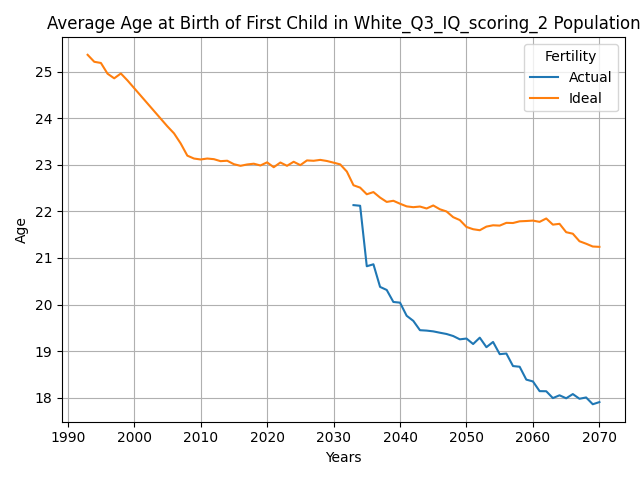 Average Age at Birth of First Child in White_Q3_IQ_scoring_2 Population
Fertility
Actual
Ideal
25
24
23
22
21
20
19
18
Age
1990
2000
2010
2020
2030
2040
2050
2060
2070
Years